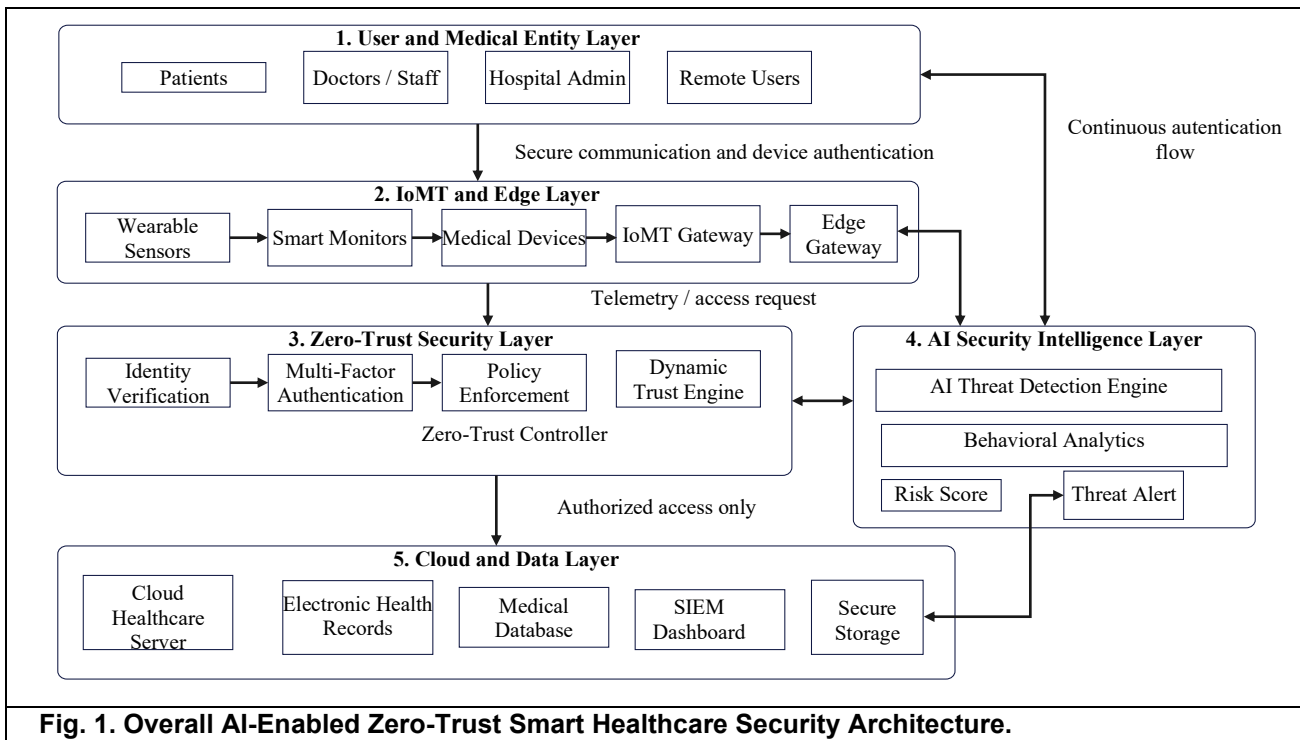 1. User and Medical Entity Layer
Patients
Doctors / Staff
Hospital Admin
Remote Users
Continuous autentication
flow
Secure communication and device authentication
2. IoMT and Edge Layer
Wearable
Sensors
Smart Monitors
Medical Devices
IoMT Gateway
Edge
Gateway
Telemetry / access request
3. Zero-Trust Security Layer
Identity
Verification
Multi-Factor
Authentication
Policy
Enforcement
Dynamic
Trust Engine
Zero-Trust Controller
4. AI Security Intelligence Layer
AI Threat Detection Engine
Behavioral Analytics
Risk Score
Threat Alert
Authorized access only
5. Cloud and Data Layer
Cloud
Healthcare
Server
Electronic Health
Records
Medical
Database
SIEM
Dashboard
Secure
Storage
Fig. 1. Overall AI-Enabled Zero-Trust Smart Healthcare Security Architecture.